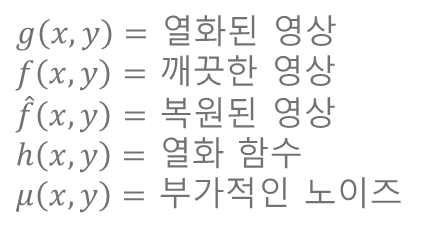 g(x, y) = 열화된 영상
f(x, y) = 깨끗한 영상
f̂(x, y) = 복원된 영상
h(x, y) = 열화 함수
μ(x, y) = 부가적인 노이즈